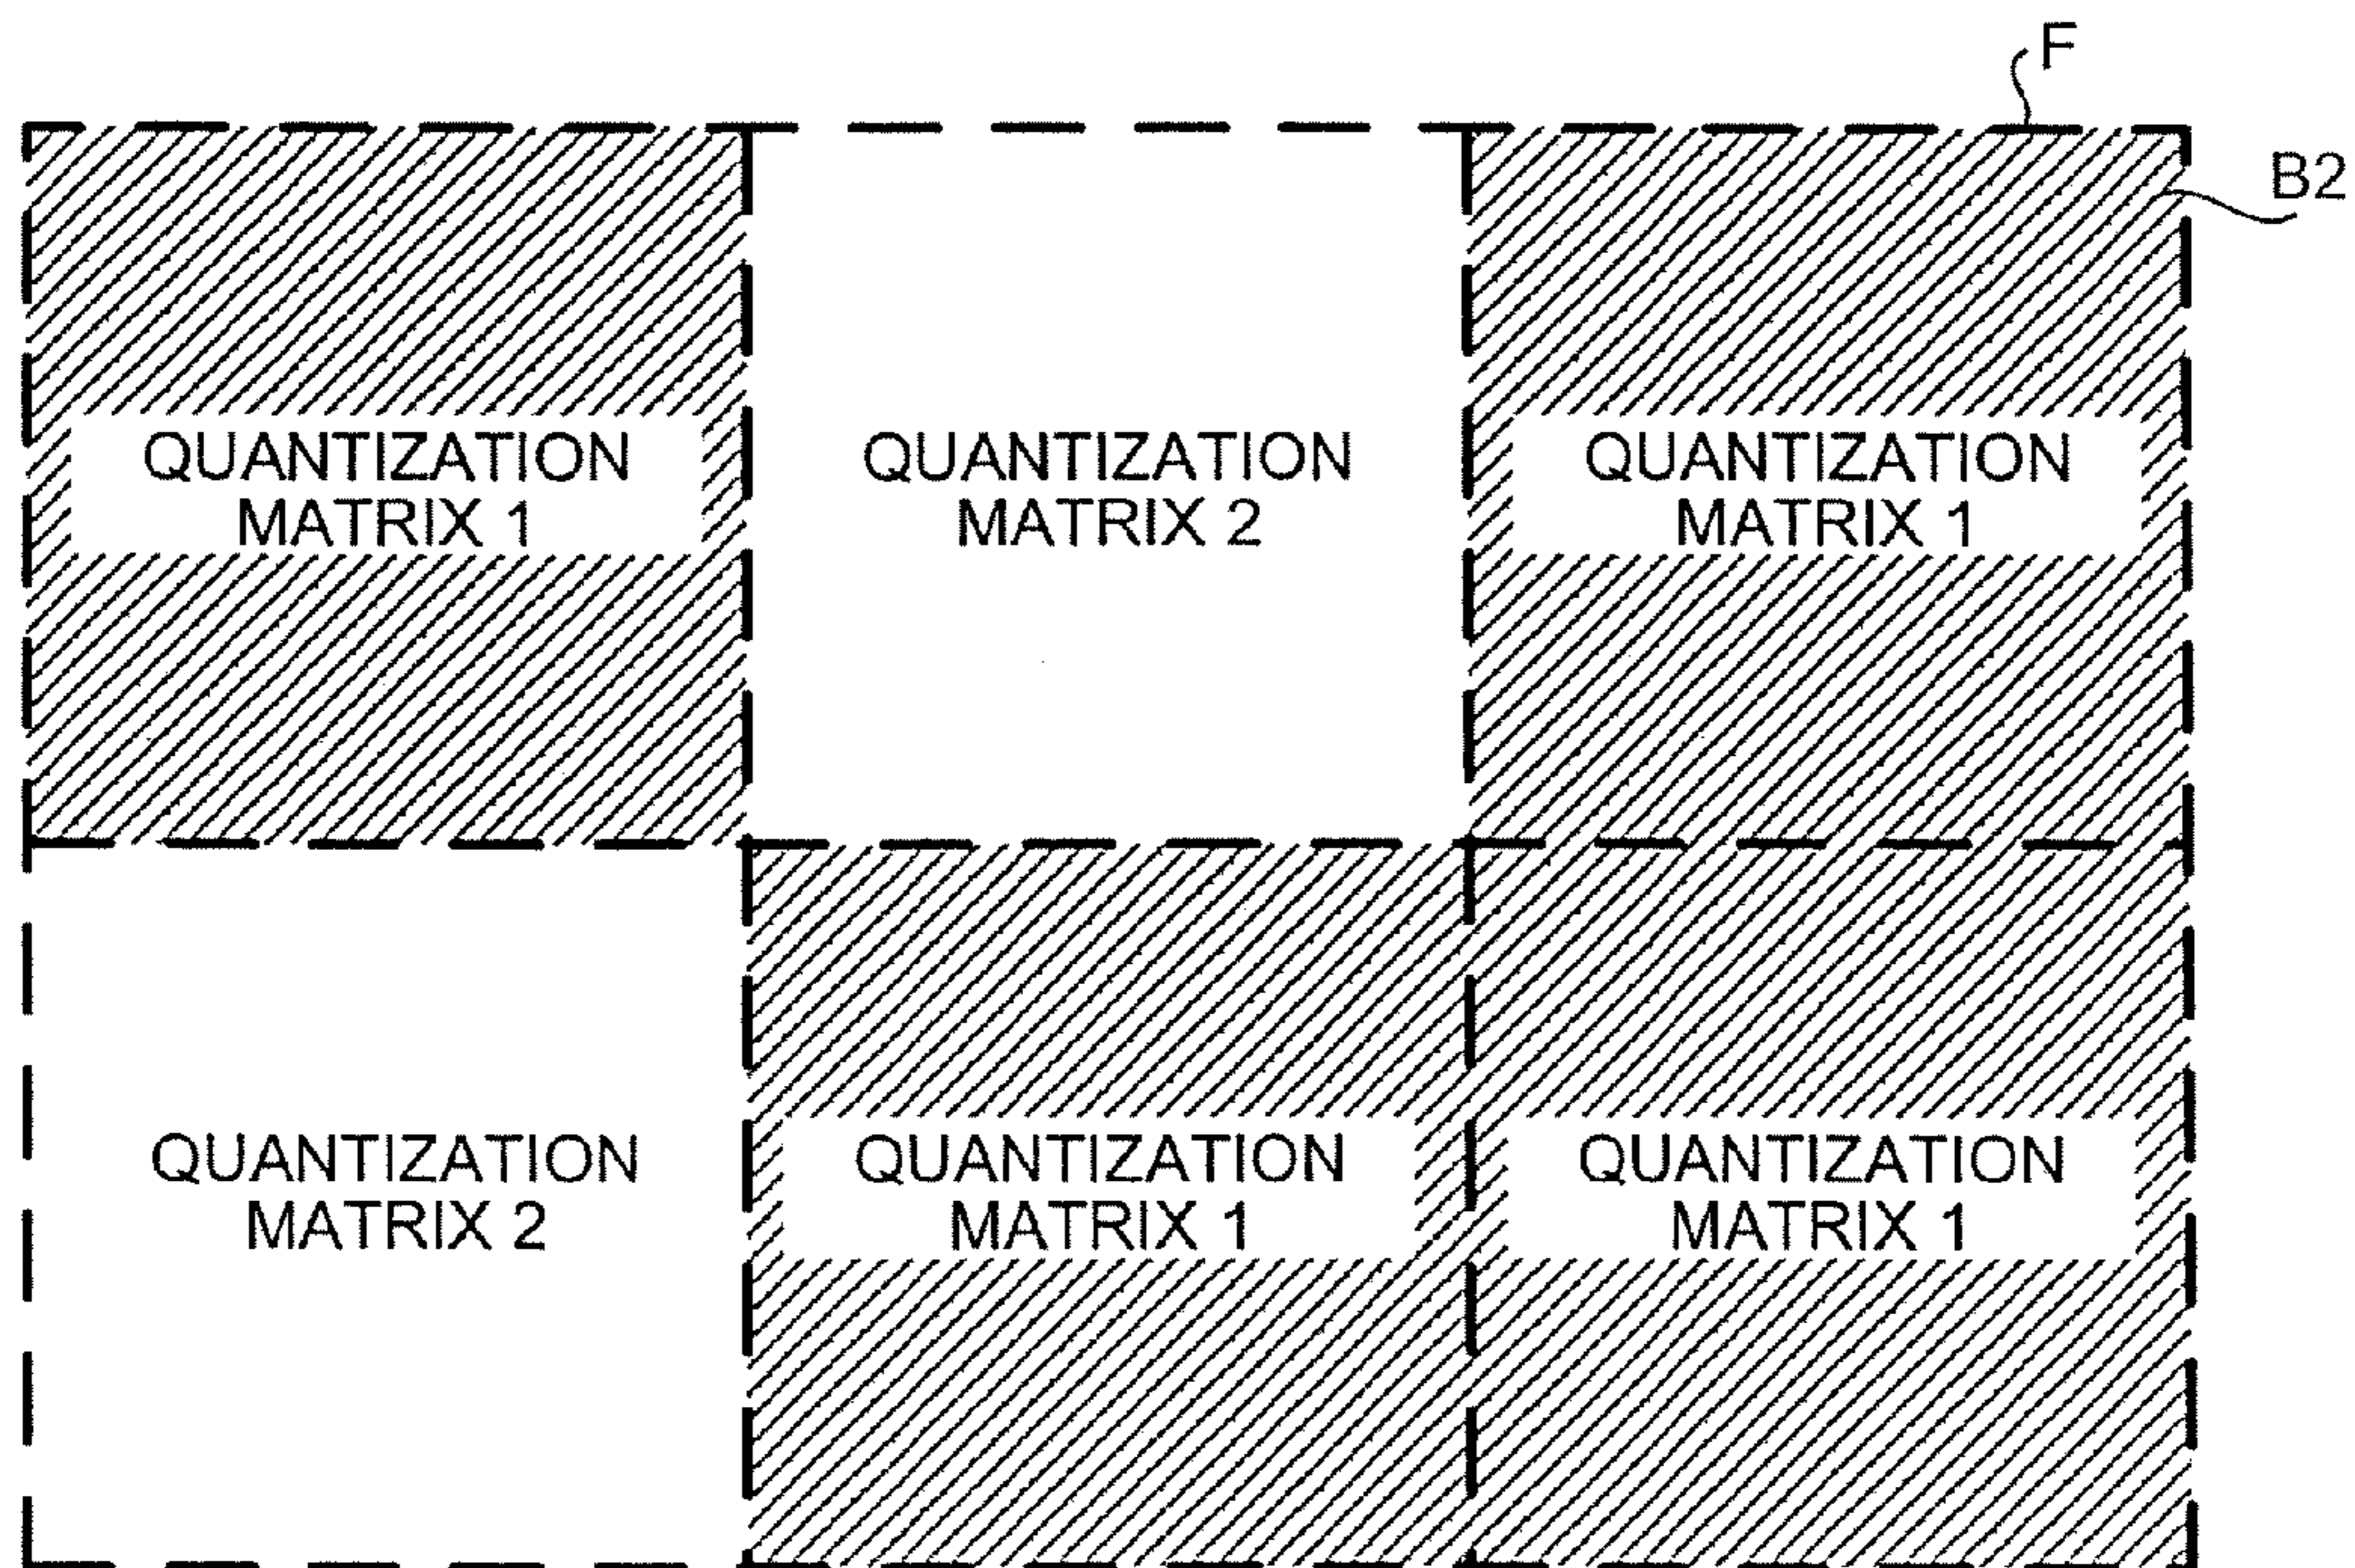 F
B2
QUANTIZATION
MATRIX 1
QUANTIZATION
MATRIX 2
QUANTIZATION
MATRIX 1
QUANTIZATION
MATRIX 2
QUANTIZATION
MATRIX 1
QUANTIZATION
MATRIX 1